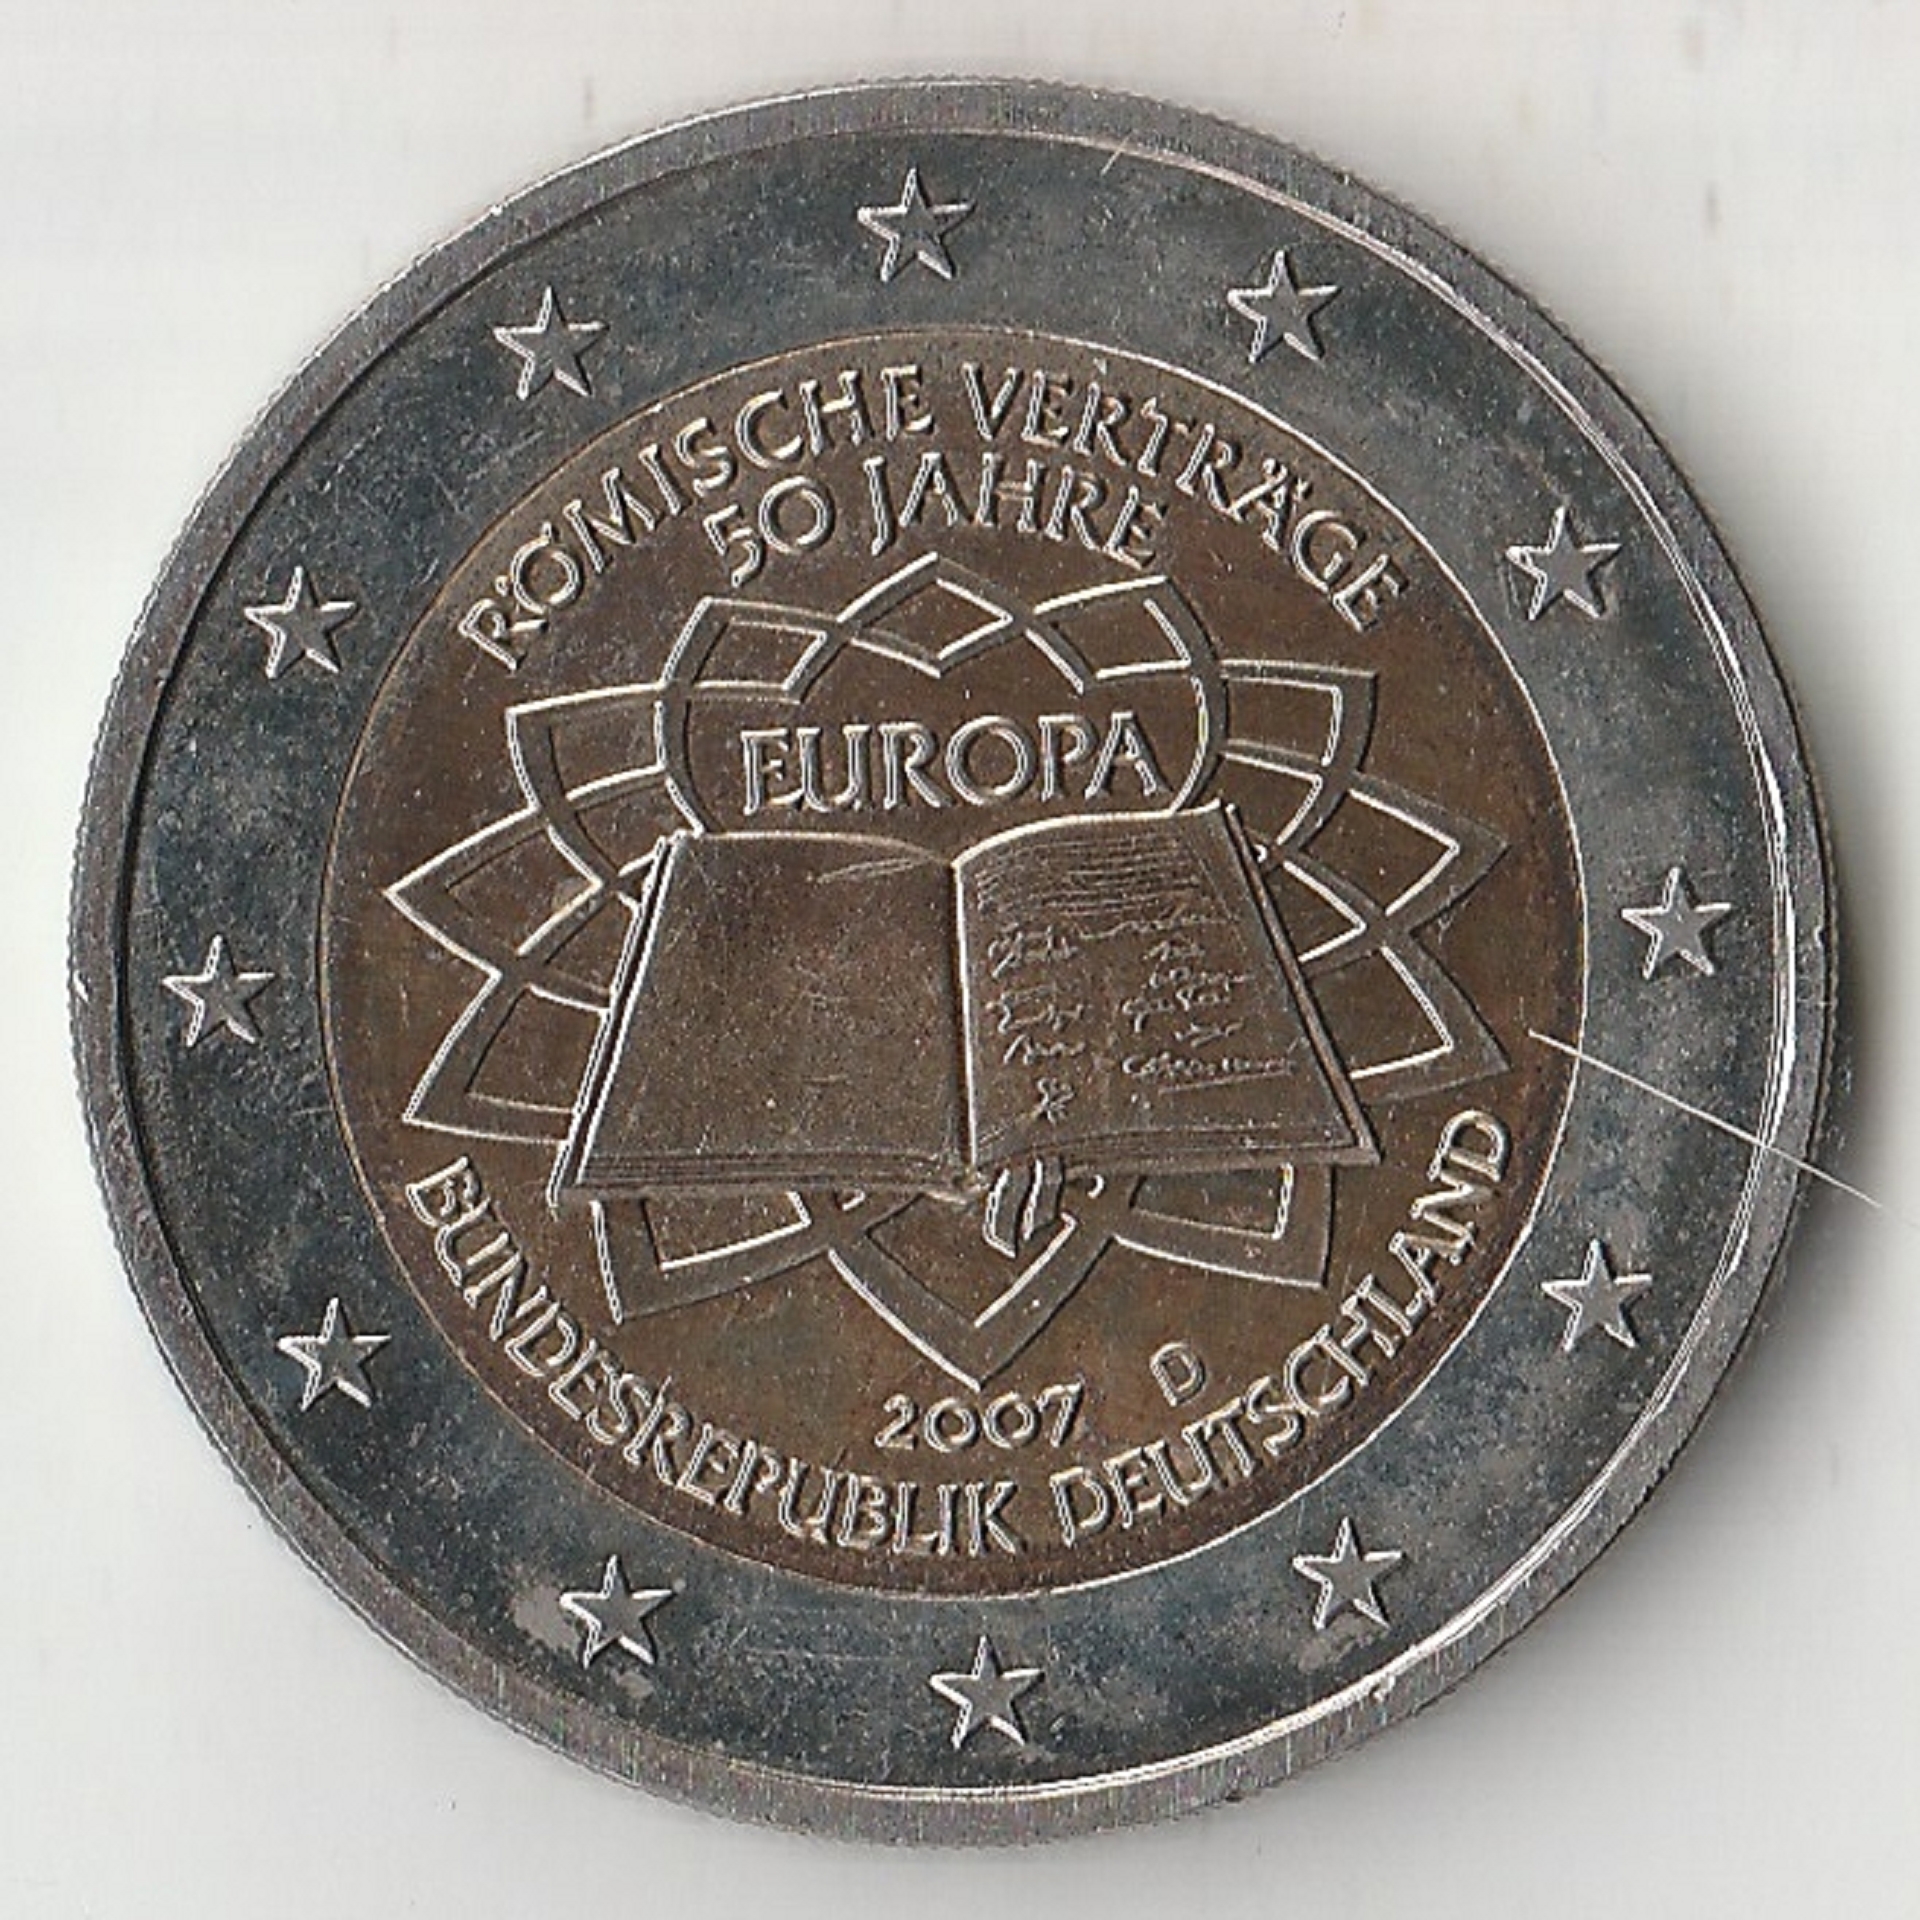 RÖMISCHE VERTRÄGE
50 JAHRE
EUROPA
2007 D
BUNDESREPUBLIK DEUTSCHLAND